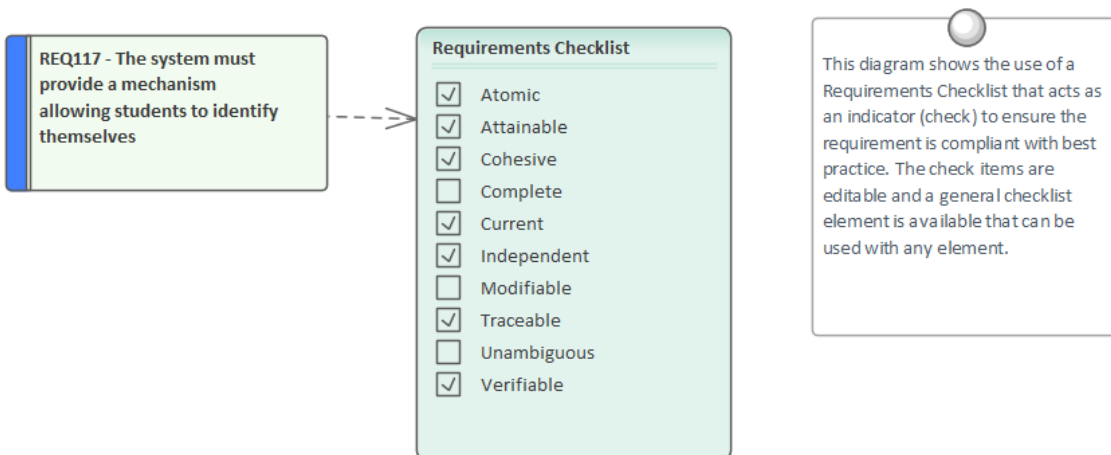 REQ117 - The system must
provide a mechanism
allowing students to identify
themselves
Requirements Checklist
Atomic
Attainable
Cohesive
Complete
Current
Independent
Modifiable
Traceable
Unambiguous
Verifiable
This diagram shows the use of a
Requirements Checklist that acts as
an indicator (check) to ensure the
requirement is compliant with best
practice. The check items are
editable and a general checklist
element is available that can be
used with any element.